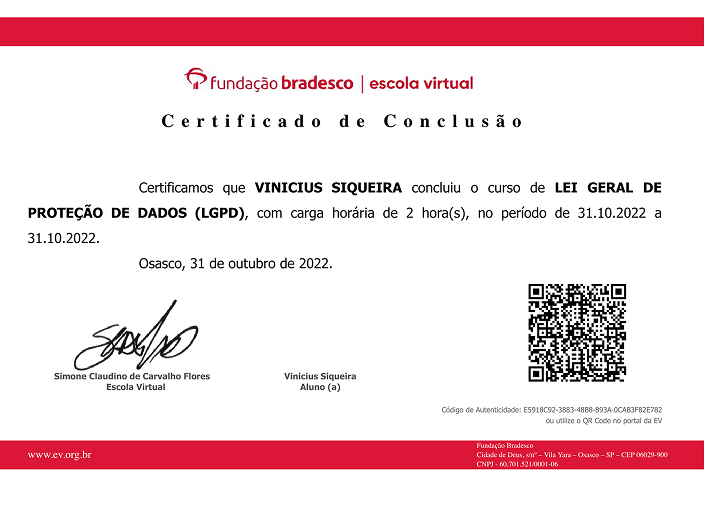 fundação bradesco | escola virtual
Certificado de Conclusão
Certificamos que VINICIUS SIQUEIRA concluiu o curso de LEI GERAL DE
PROTEÇÃO DE DADOS (LGPD), com carga horária de 2 hora(s), no período de 31.10.2022 a
31.10.2022.
Osasco, 31 de outubro de 2022.
Simone Claudino de Carvalho Flores
Escola Virtual
Vinicius Siqueira
Aluno (a)
Código de Autenticidade: E5918C92-3883-48B8-893A-0CAB3F82E782
ou utilize o QR Code no portal da EV
www.ev.org.br
Fundação Bradesco
Cidade de Deus, s/nº – Vila Yara – Osasco – SP – CEP 06029-900
CNPJ - 60.701.521/0001-06